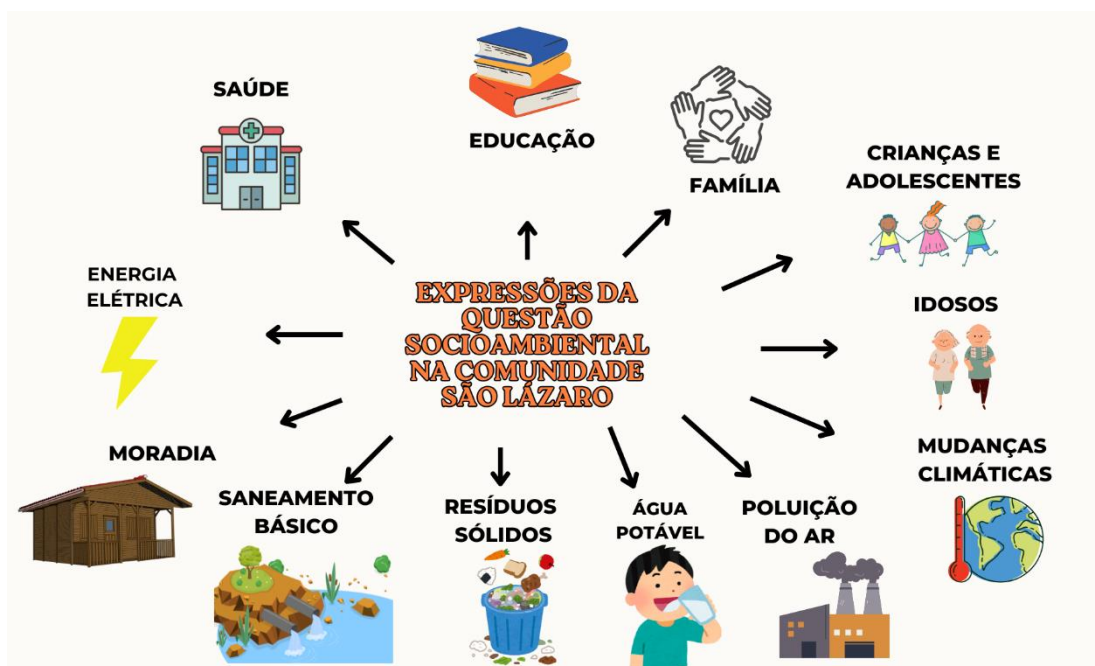 SAÚDE
EDUCAÇÃO
FAMÍLIA
CRIANÇAS E
ADOLESCENTES
ENERGIA
ELÉTRICA
EXPRESSÕES DA
QUESTÃO
SOCIOAMBIENTAL
NA COMUNIDADE
SÃO LÁZARO
IDOSOS
MORADIA
SANEAMENTO
BÁSICO
RESÍDUOS
SÓLIDOS
ÁGUA
POTÁVEL
POLUIÇÃO
DO AR
MUDANÇAS
CLIMÁTICAS